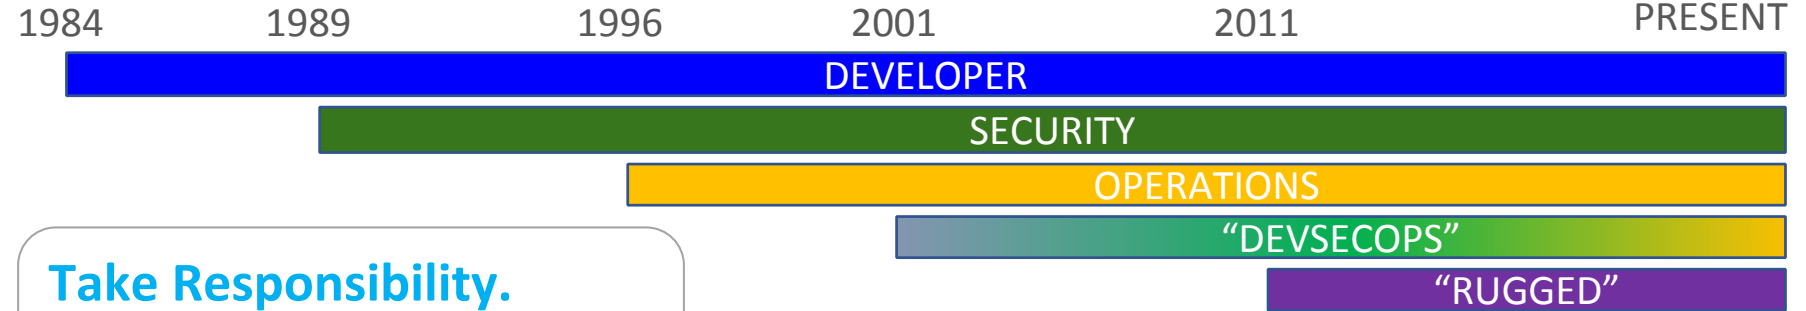 1984 1989 1996 2001 2011 PRESENT
DEVELOPER
SECURITY
OPERATIONS
“DEVSECOPS”
Take Responsibility.
“RUGGED”